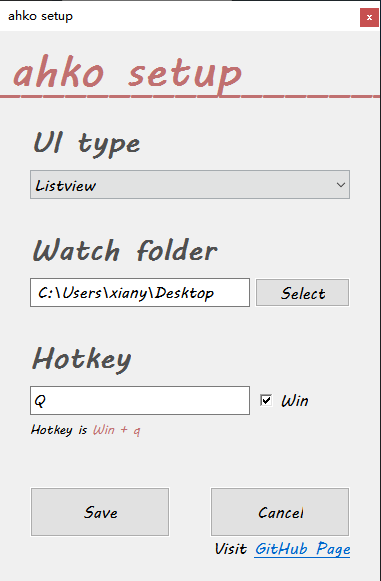 ahko setup
ahko setup
UI type
Listview
Watch folder
C:\Users\xiany\Desktop
Select
Hotkey
Q
Win
Hotkey is Win + q
Save
Cancel
Visit GitHub Page